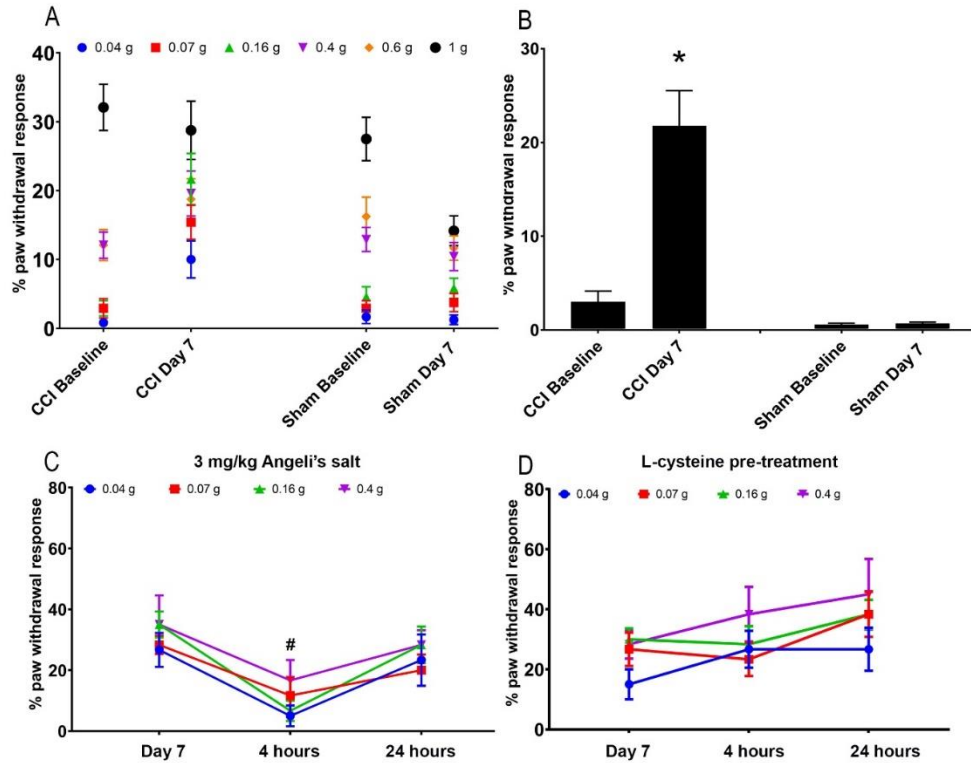 A
0.04 g 0.07 g 0.16 g 0.4 g 0.6 g 1 g
% paw withdrawal response
40
30
20
10
0
CCI Baseline
CCI Day 7
Sham Baseline
Sham Day 7
B
% paw withdrawal response
30
20
10
0
*
CCI Baseline
CCI Day 7
Sham Baseline
Sham Day 7
C
3 mg/kg Angeli's salt
0.04 g 0.07 g 0.16 g 0.4 g
% paw withdrawal response
80
60
40
20
0
#
Day 7 4 hours 24 hours
D
L-cysteine pre-treatment
0.04 g 0.07 g 0.16 g 0.4 g
% paw withdrawal response
80
60
40
20
0
Day 7 4 hours 24 hours